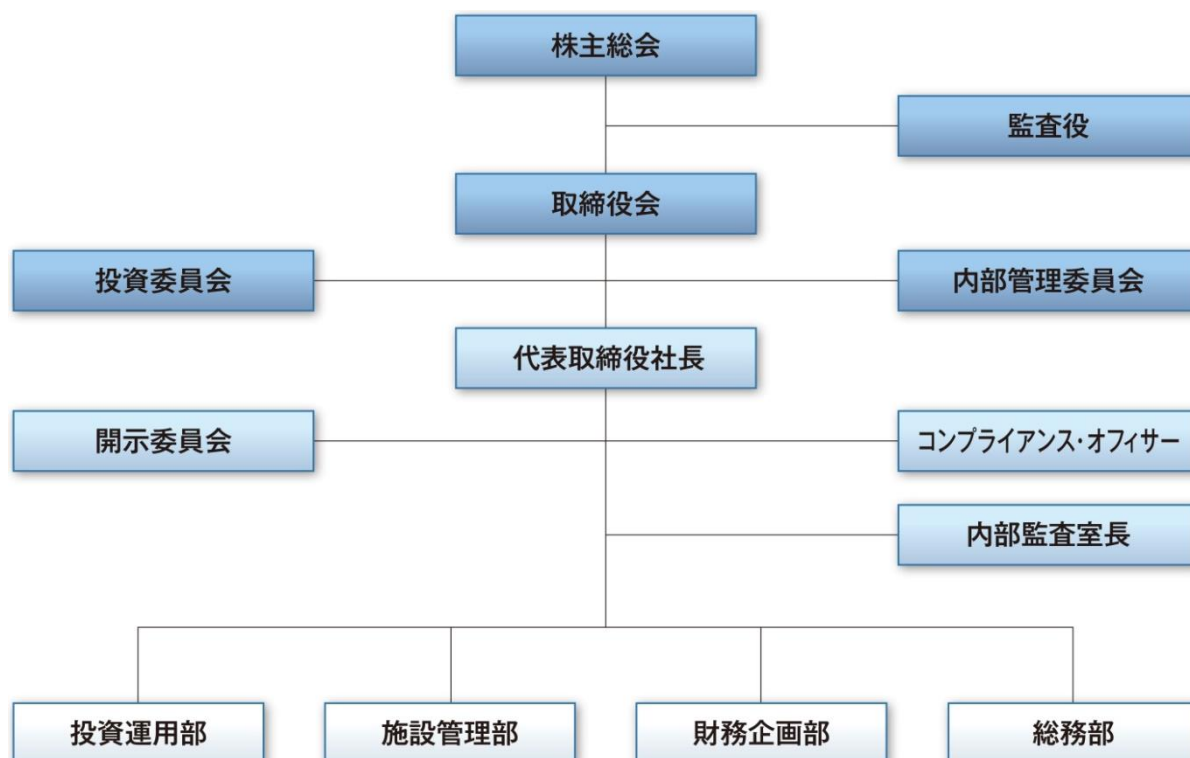 株主総会
監査役
取締役会
投資委員会
内部管理委員会
代表取締役社長
開示委員会
コンプライアンス・オフィサー
内部監査室長
投資運用部
施設管理部
財務企画部
総務部